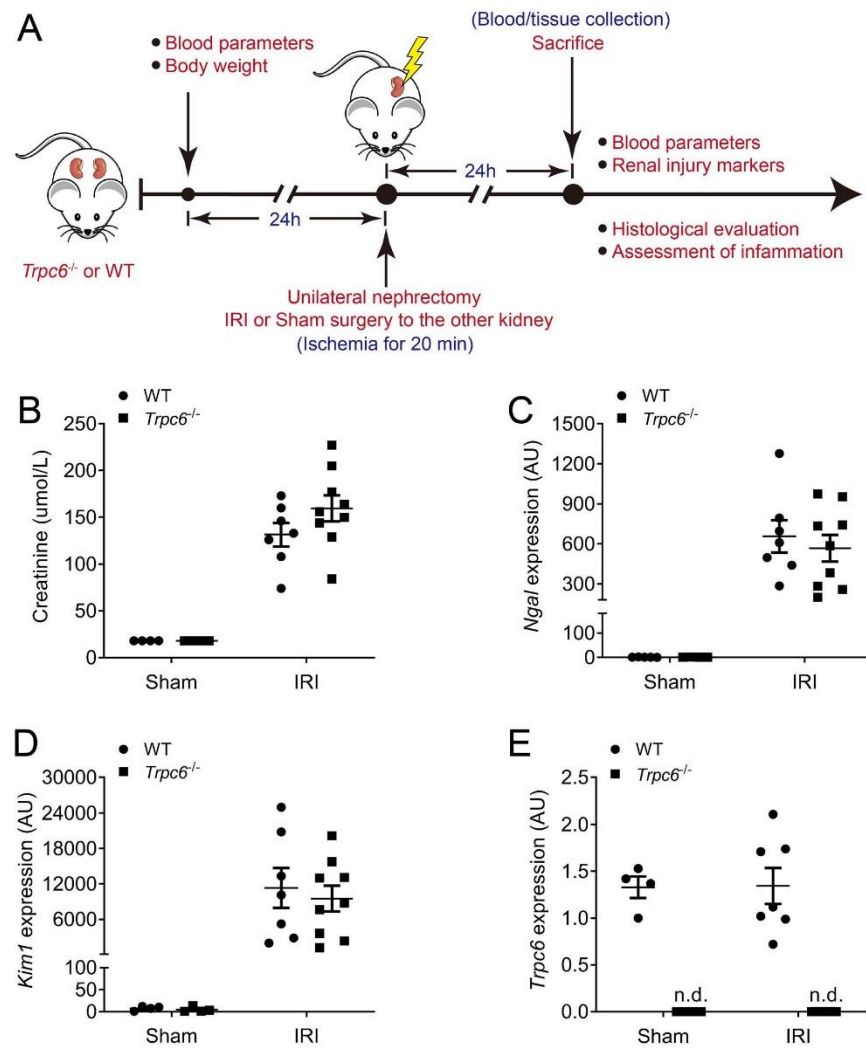 A
Blood parameters
Body weight
(Blood/tissue collection)
Sacrifice
24h
24h
Blood parameters
Renal injury markers
Histological evaluation
Assessment of infammation
Trpc6-/- or WT
Unilateral nephrectomy
IRI or Sham surgery to the other kidney
(Ischemia for 20 min)
B
WT
Trpc6-/-
Creatinine (umol/L)
250
200
150
100
50
0
Sham IRI
C
WT
Trpc6-/-
Ngal expression (AU)
1500
1200
900
600
300
100
0
Sham IRI
D
WT
Trpc6-/-
Kim1 expression (AU)
30000
24000
18000
12000
6000
100
50
0
Sham IRI
E
WT
Trpc6-/-
Trpc6 expression (AU)
2.5
2.0
1.5
1.0
0.5
0.0
n.d. n.d.
Sham IRI